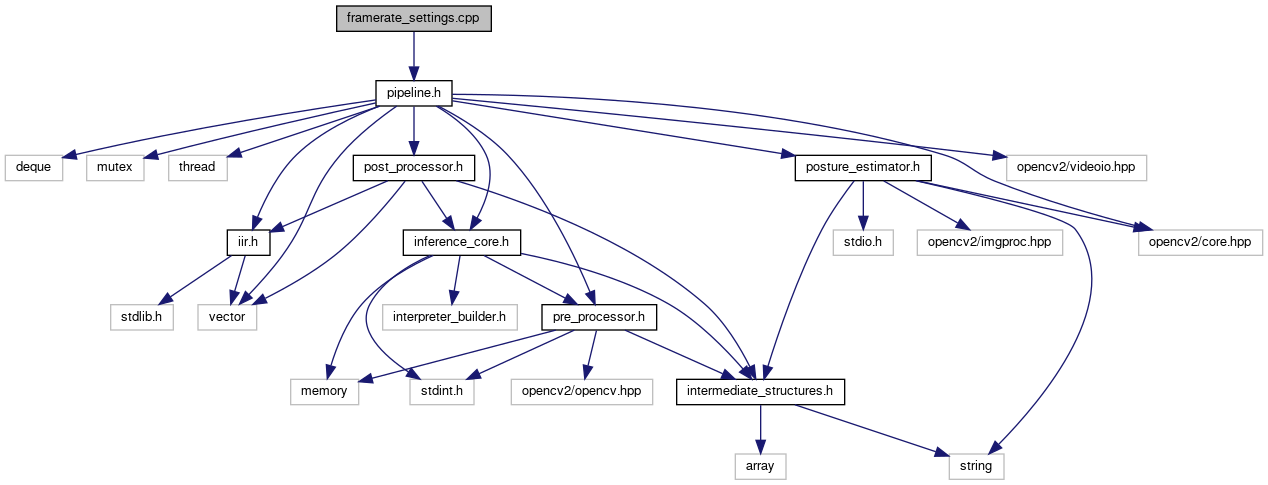 framerate_settings.cpp
pipeline.h
deque
mutex
thread
post_processor.h
posture_estimator.h
opencv2/videoio.hpp
iir.h
inference_core.h
stdio.h
opencv2/imgproc.hpp
opencv2/core.hpp
stdlib.h
vector
interpreter_builder.h
pre_processor.h
memory
stdint.h
opencv2/opencv.hpp
intermediate_structures.h
array
string